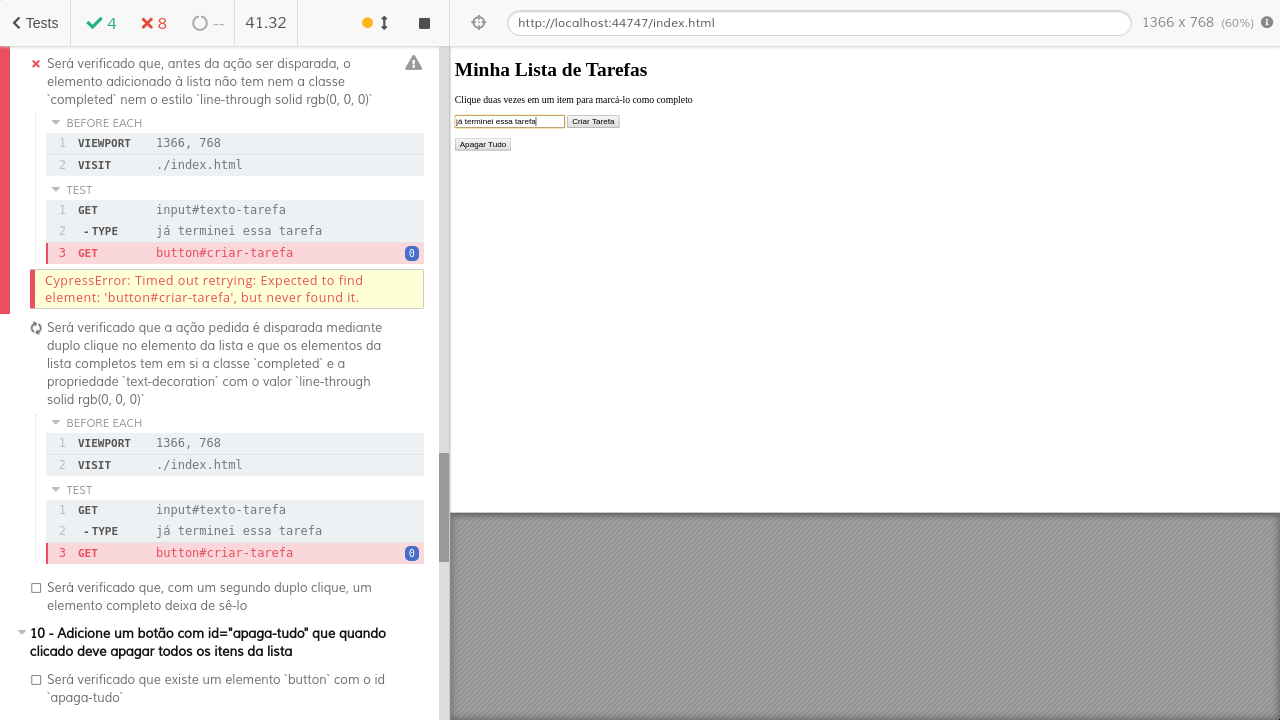 Tests
4
8
--
41.32
http://localhost:44747/index.html
1366 x 768 (60%)
Será verificado que, antes da ação ser disparada, o
elemento adicionado à lista não tem nem a classe
`completed` nem o estilo `line-through solid rgb(0, 0, 0)`
BEFORE EACH
1 VIEWPORT 1366, 768
2 VISIT ./index.html
TEST
1 GET input#texto-tarefa
2 -TYPE já terminei essa tarefa
3 GET button#criar-tarefa 0
CypressError: Timed out retrying: Expected to find
element: 'button#criar-tarefa', but never found it.
Será verificado que a ação pedida é disparada mediante
duplo clique no elemento da lista e que os elementos da
lista completos tem em si a classe `completed` e a
propriedade `text-decoration` com o valor `line-through
solid rgb(0, 0, 0)`
BEFORE EACH
1 VIEWPORT 1366, 768
2 VISIT ./index.html
TEST
1 GET input#texto-tarefa
2 -TYPE já terminei essa tarefa
3 GET button#criar-tarefa 0
Será verificado que, com um segundo duplo clique, um
elemento completo deixa de sê-lo
10 - Adicione um botão com id="apaga-tudo" que quando
clicado deve apagar todos os itens da lista
Será verificado que existe um elemento `button` com o id
`apaga-tudo`
Minha Lista de Tarefas
Clique duas vezes em um item para marcá-lo como completo
já terminei essa tarefa
Criar Tarefa
Apagar Tudo